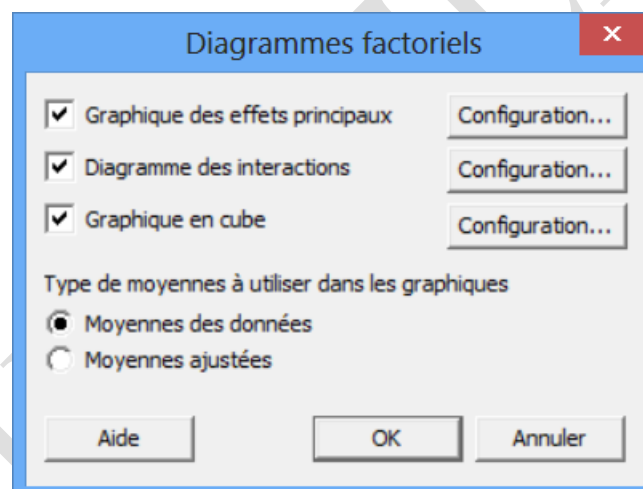 Diagrammes factoriels
Graphique des effets principaux
Configuration...
Diagramme des interactions
Configuration...
Graphique en cube
Configuration...
Type de moyennes à utiliser dans les graphiques
Moyennes des données
Moyennes ajustées
Aide
OK
Annuler